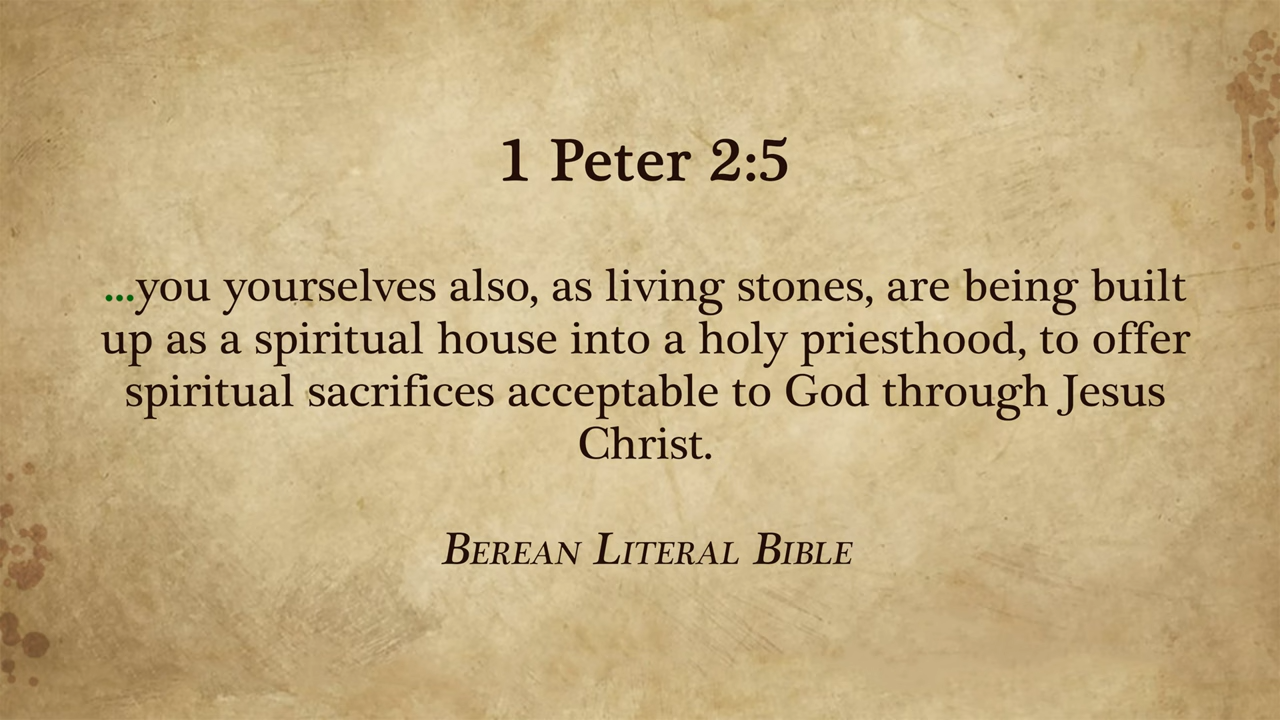 1 Peter 2:5
...you yourselves also, as living stones, are being built
up as a spiritual house into a holy priesthood, to offer
spiritual sacrifices acceptable to God through Jesus
Christ.
Berean Literal Bible